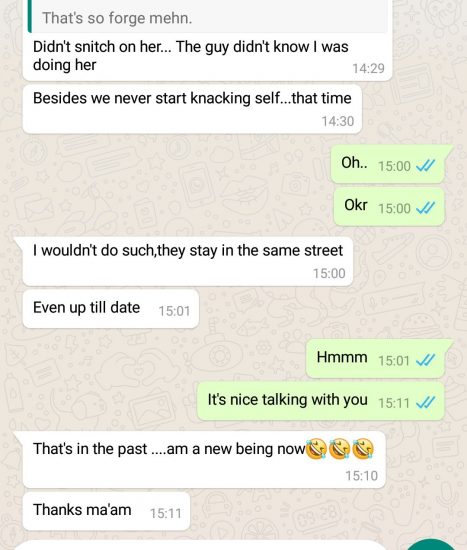 That's so forge mehn.
Didn't snitch on her... The guy didn't know I was
doing her
14:29
Besides we never start knacking self...that time
14:30
Oh.. 15:00
Okr 15:00
I wouldn't do such,they stay in the same street
15:00
Even up till date 15:01
Hmmm 15:01
It's nice talking with you 15:11
That's in the past ....am a new being now🤣🤣🤣
15:10
Thanks ma'am 15:11